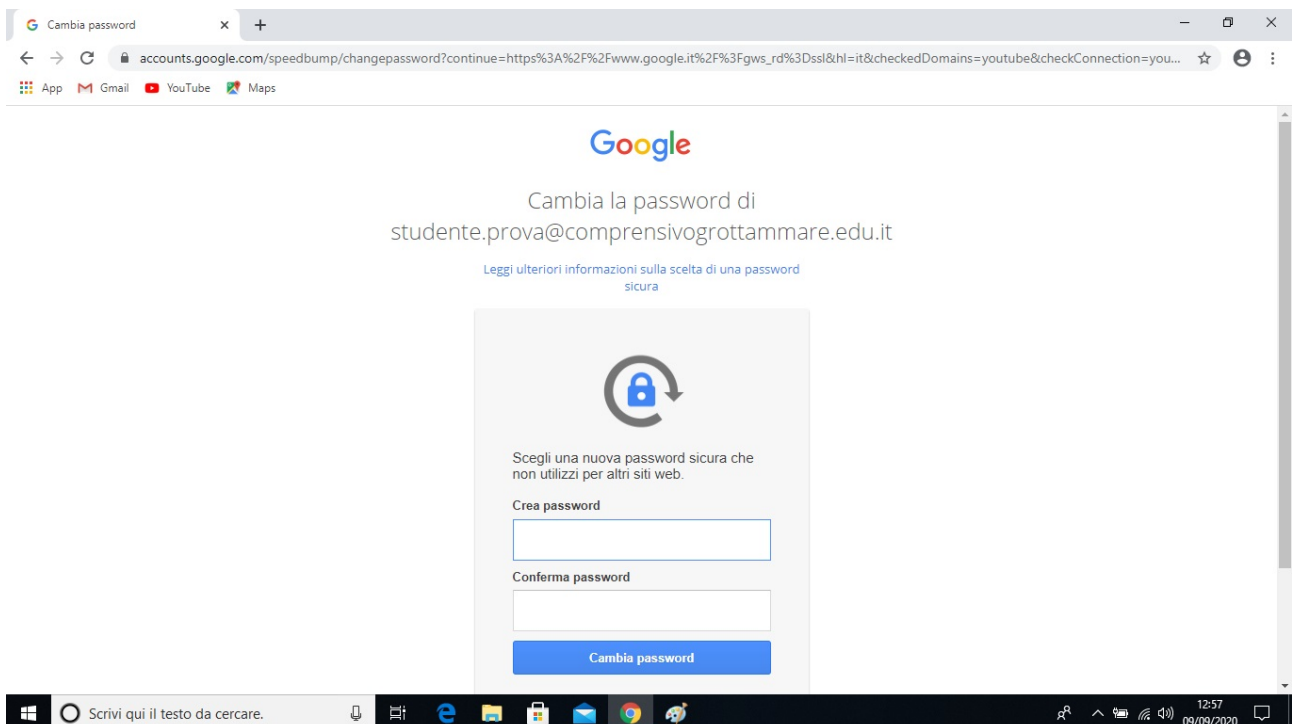 Cambia password
accounts.google.com/speedbump/changepassword?continue=https%3A%2F%2Fwww.google.it%2F%3Fgws_rd%3Dssl&hl=it&checkedDomains=youtube&checkConnection=you...
App Gmail YouTube Maps
Google
Cambia la password di
studente.prova@comprensivogrottammare.edu.it
Leggi ulteriori informazioni sulla scelta di una password
sicura
Scegli una nuova password sicura che
non utilizzi per altri siti web.
Crea password
Conferma password
Cambia password
Scrivi qui il testo da cercare.
12:57
09/09/2020